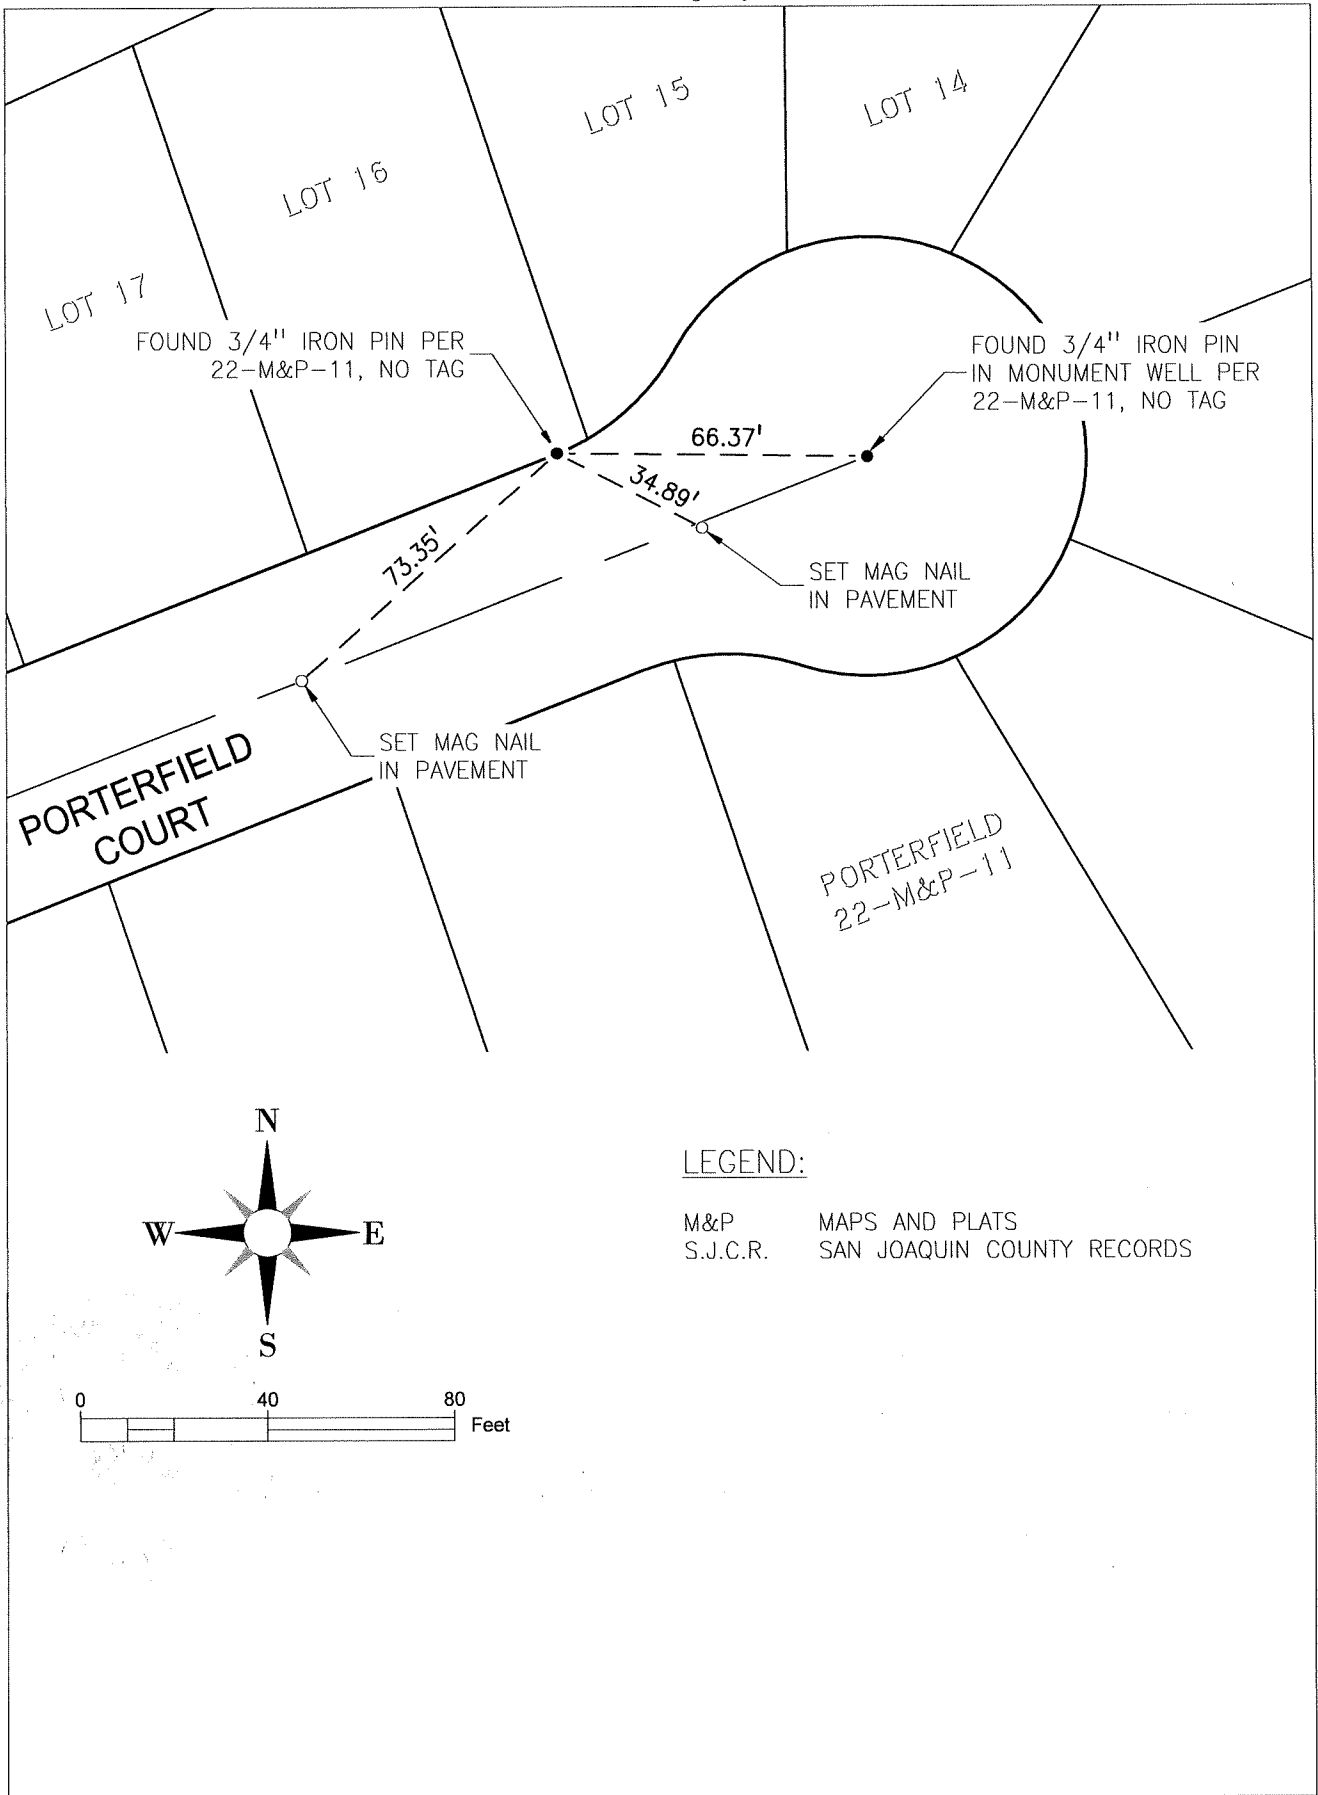 LOT 15
LOT 14
LOT 16
LOT 17
FOUND 3/4" IRON PIN PER
22-M&P-11, NO TAG
FOUND 3/4" IRON PIN
IN MONUMENT WELL PER
22-M&P-11, NO TAG
66.37'
34.89'
73.35'
SET MAG NAIL
IN PAVEMENT
SET MAG NAIL
IN PAVEMENT
PORTERFIELD
COURT
PORTERFIELD
22-M&P-11
N
W E
S
LEGEND:
M&P MAPS AND PLATS
S.J.C.R. SAN JOAQUIN COUNTY RECORDS
0 40 80
Feet